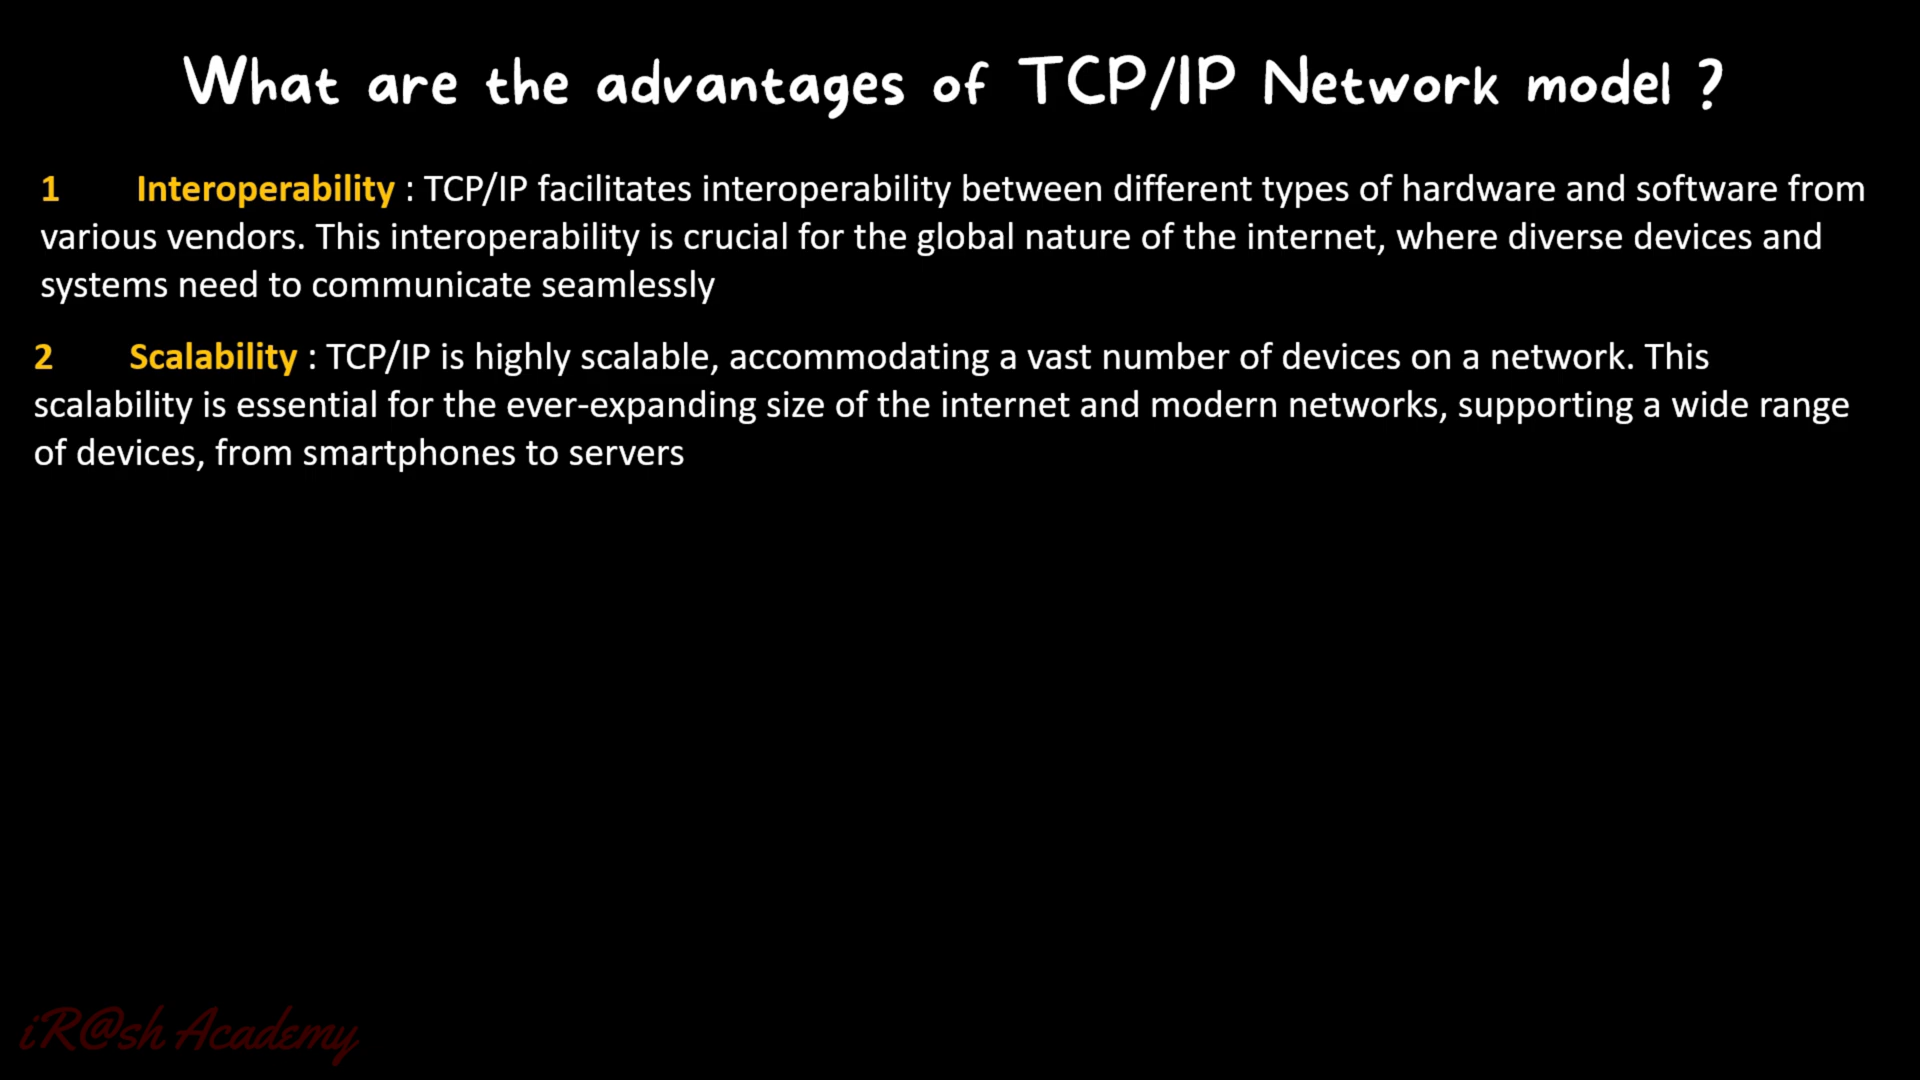 What are the advantages of TCP/IP Network model ?
1 Interoperability : TCP/IP facilitates interoperability between different types of hardware and software from
various vendors. This interoperability is crucial for the global nature of the internet, where diverse devices and
systems need to communicate seamlessly
2 Scalability : TCP/IP is highly scalable, accommodating a vast number of devices on a network. This
scalability is essential for the ever-expanding size of the internet and modern networks, supporting a wide range
of devices, from smartphones to servers
iR@sh Academy